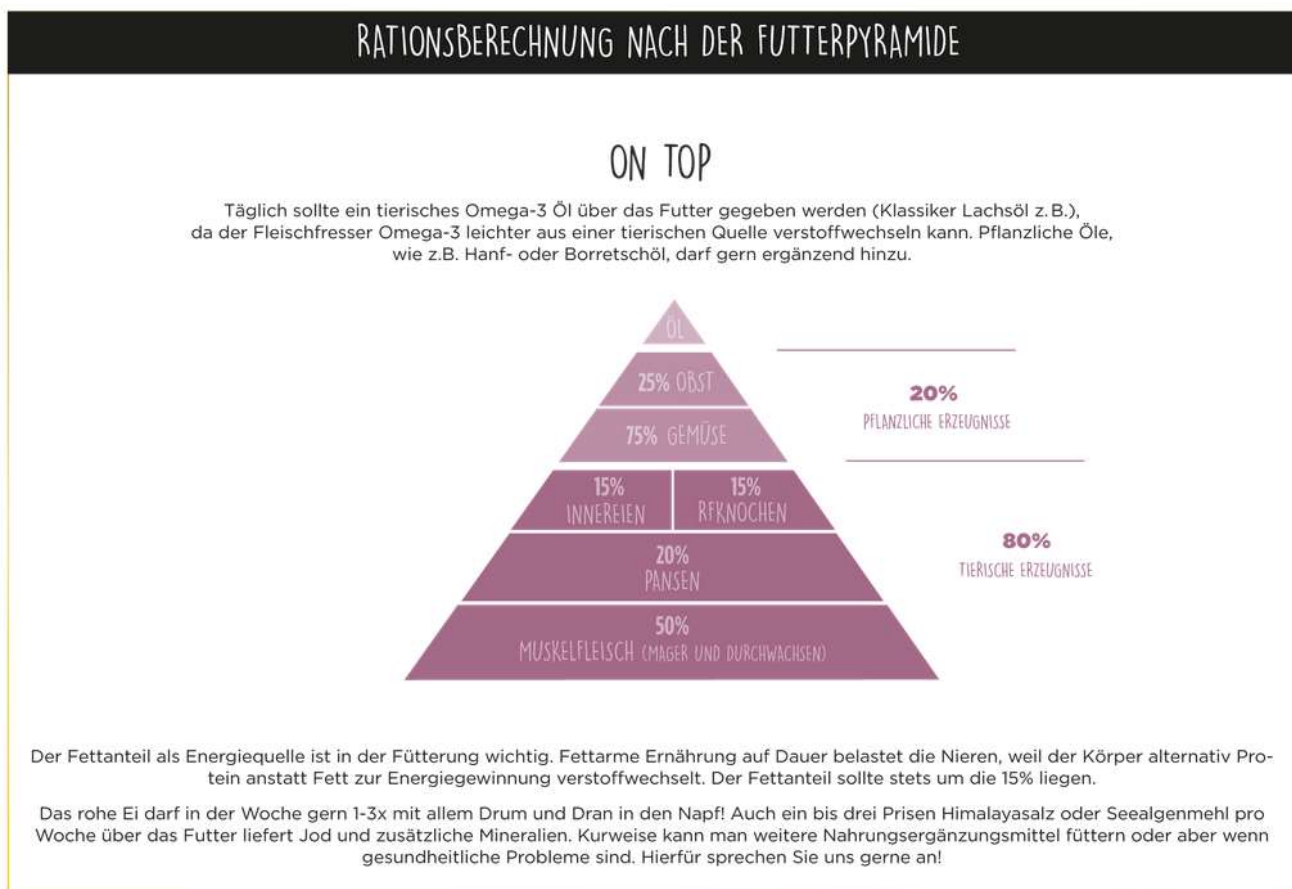 RATIONSBERECHNUNG NACH DER FUTTERPYRAMIDE
ON TOP
Täglich sollte ein tierisches Omega-3 Öl über das Futter gegeben werden (Klassiker Lachsöl z. B.),
da der Fleischfresser Omega-3 leichter aus einer tierischen Quelle verstoffwechseln kann. Pflanzliche Öle,
wie z.B. Hanf- oder Borretschöl, darf gern ergänzend hinzu.
ÖL
25% OBST
75% GEMÜSE
20%
PFLANZLICHE ERZEUGNISSE
15%
INNEREIEN
15%
RFKNOCHEN
20%
PANSEN
80%
TIERISCHE ERZEUGNISSE
50%
MUSKELFLEISCH (MAGER UND DURCHWACHSEN)
Der Fettanteil als Energiequelle ist in der Fütterung wichtig. Fettarme Ernährung auf Dauer belastet die Nieren, weil der Körper alternativ Pro-
tein anstatt Fett zur Energiegewinnung verstoffwechselt. Der Fettanteil sollte stets um die 15% liegen.
Das rohe Ei darf in der Woche gern 1-3x mit allem Drum und Dran in den Napf! Auch ein bis drei Prisen Himalayasalz oder Seealgenmehl pro
Woche über das Futter liefert Jod und zusätzliche Mineralien. Kurweise kann man weitere Nahrungsergänzungsmittel füttern oder aber wenn
gesundheitliche Probleme sind. Hierfür sprechen Sie uns gerne an!